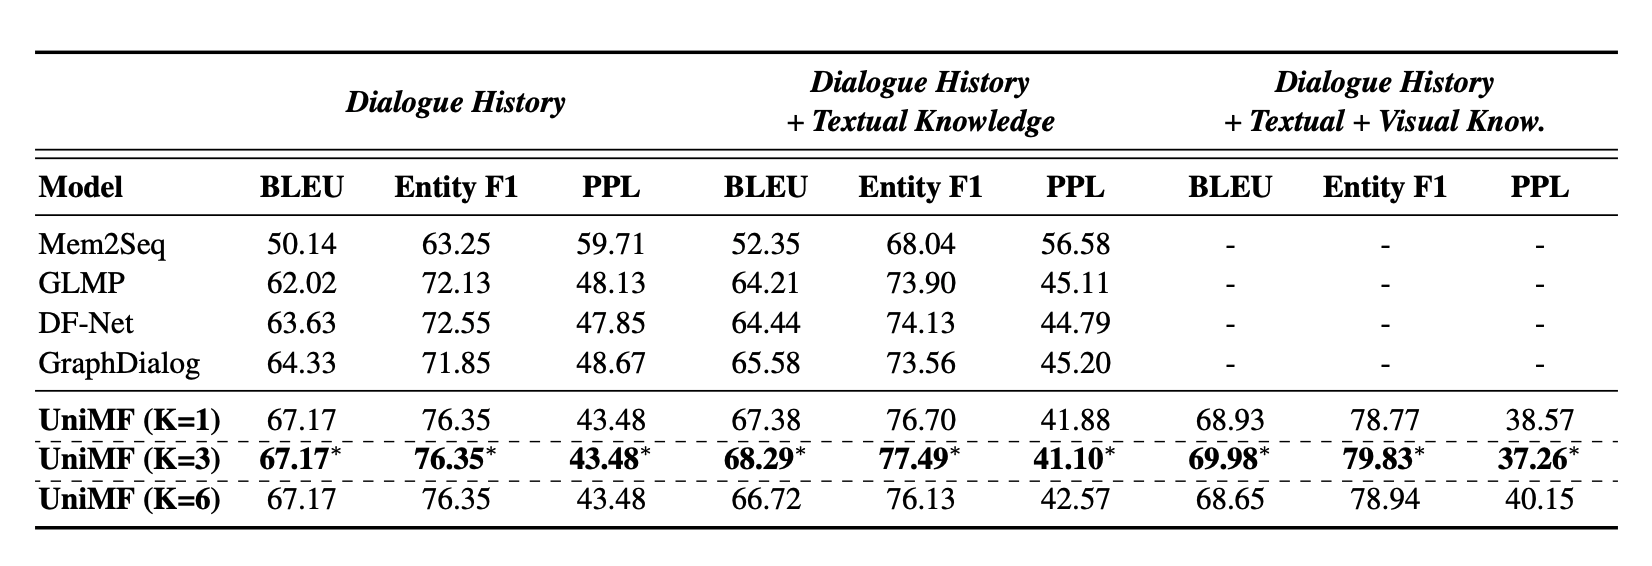 Dialogue History Dialogue History Dialogue History
+ Textual Knowledge + Textual + Visual Know.
Model BLEU Entity F1 PPL BLEU Entity F1 PPL BLEU Entity F1 PPL
Mem2Seq 50.14 63.25 59.71 52.35 68.04 56.58 - - -
GLMP 62.02 72.13 48.13 64.21 73.90 45.11 - - -
DF-Net 63.63 72.55 47.85 64.44 74.13 44.79 - - -
GraphDialog 64.33 71.85 48.67 65.58 73.56 45.20 - - -
UniMF (K=1) 67.17 76.35 43.48 67.38 76.70 41.88 68.93 78.77 38.57
UniMF (K=3) 67.17* 76.35* 43.48* 68.29* 77.49* 41.10* 69.98* 79.83* 37.26*
UniMF (K=6) 67.17 76.35 43.48 66.72 76.13 42.57 68.65 78.94 40.15